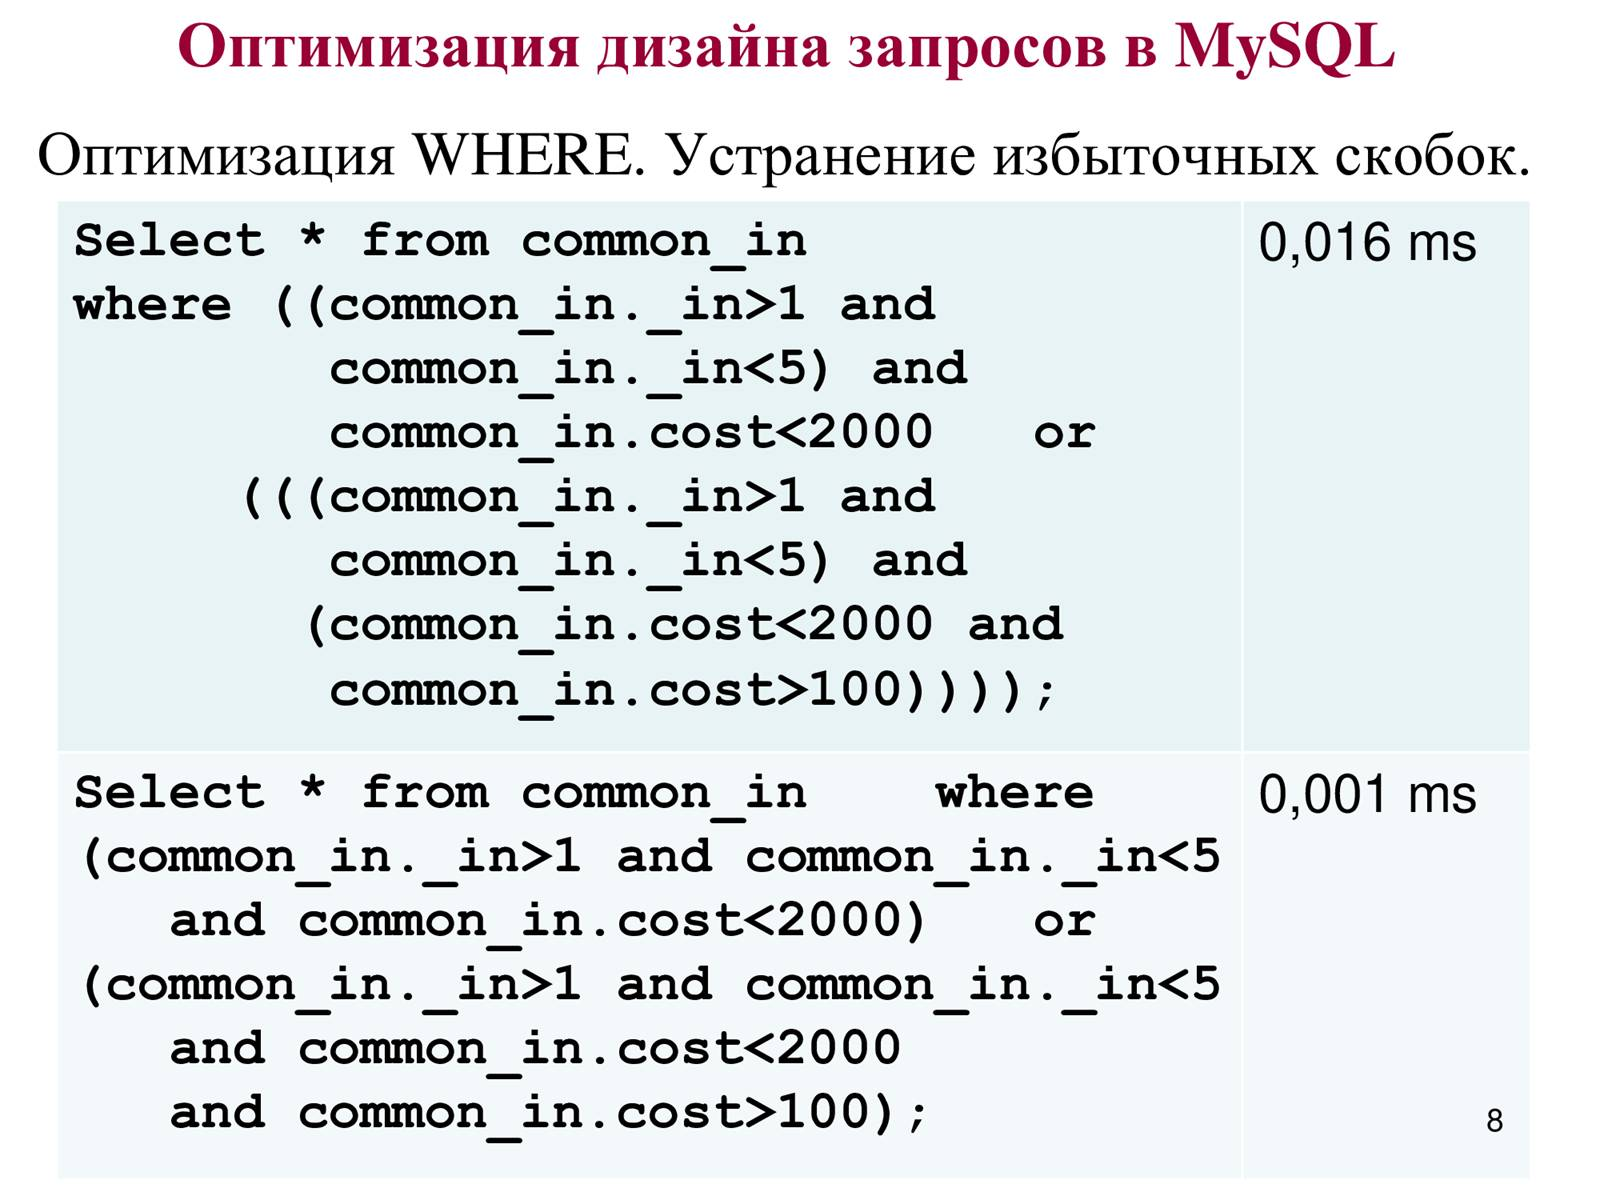 Оптимизация дизайна запросов в MySQL
Оптимизация WHERE. Устранение избыточных скобок.
Select * from common_in
where ((common_in._in>1 and
common_in._in<5) and
common_in.cost<2000 or
(((common_in._in>1 and
common_in._in<5) and
(common_in.cost<2000 and
common_in.cost>100))));
0,016 ms
Select * from common_in where
(common_in._in>1 and common_in._in<5
and common_in.cost<2000) or
(common_in._in>1 and common_in._in<5
and common_in.cost<2000
and common_in.cost>100);
0,001 ms
8